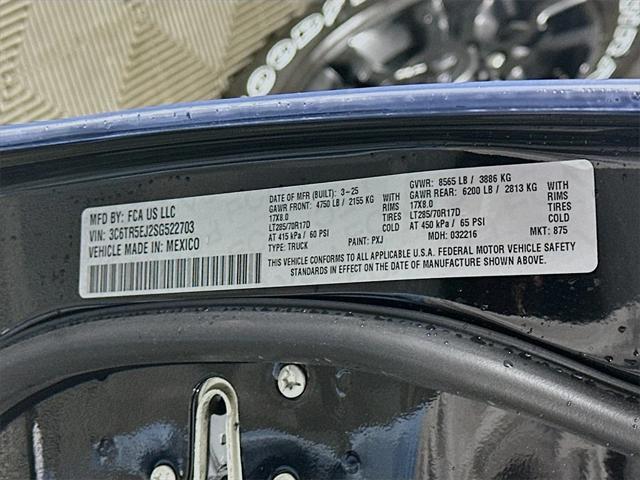 MFD BY: FCA US LLC
VIN: 3C6TR5EJ2SG522703
VEHICLE MADE IN: MEXICO
DATE OF MFR (BUILT): 3-25
GAWR FRONT: 4750 LB / 2155 KG
17X8.0
LT285/70R17D
AT 415 kPa / 60 PSI
TYPE: TRUCK
WITH
RIMS
TIRES
COLD
PAINT: PXJ
GVWR: 8565 LB / 3886 KG
GAWR REAR: 6200 LB / 2813 KG
17X8.0
LT285/70R17D
AT 450 kPa / 65 PSI
MDH: 032216
WITH
RIMS
TIRES
COLD
MKT: 875
THIS VEHICLE CONFORMS TO ALL APPLICABLE U.S.A. FEDERAL MOTOR VEHICLE SAFETY
STANDARDS IN EFFECT ON THE DATE OF MANUFACTURE SHOWN ABOVE.